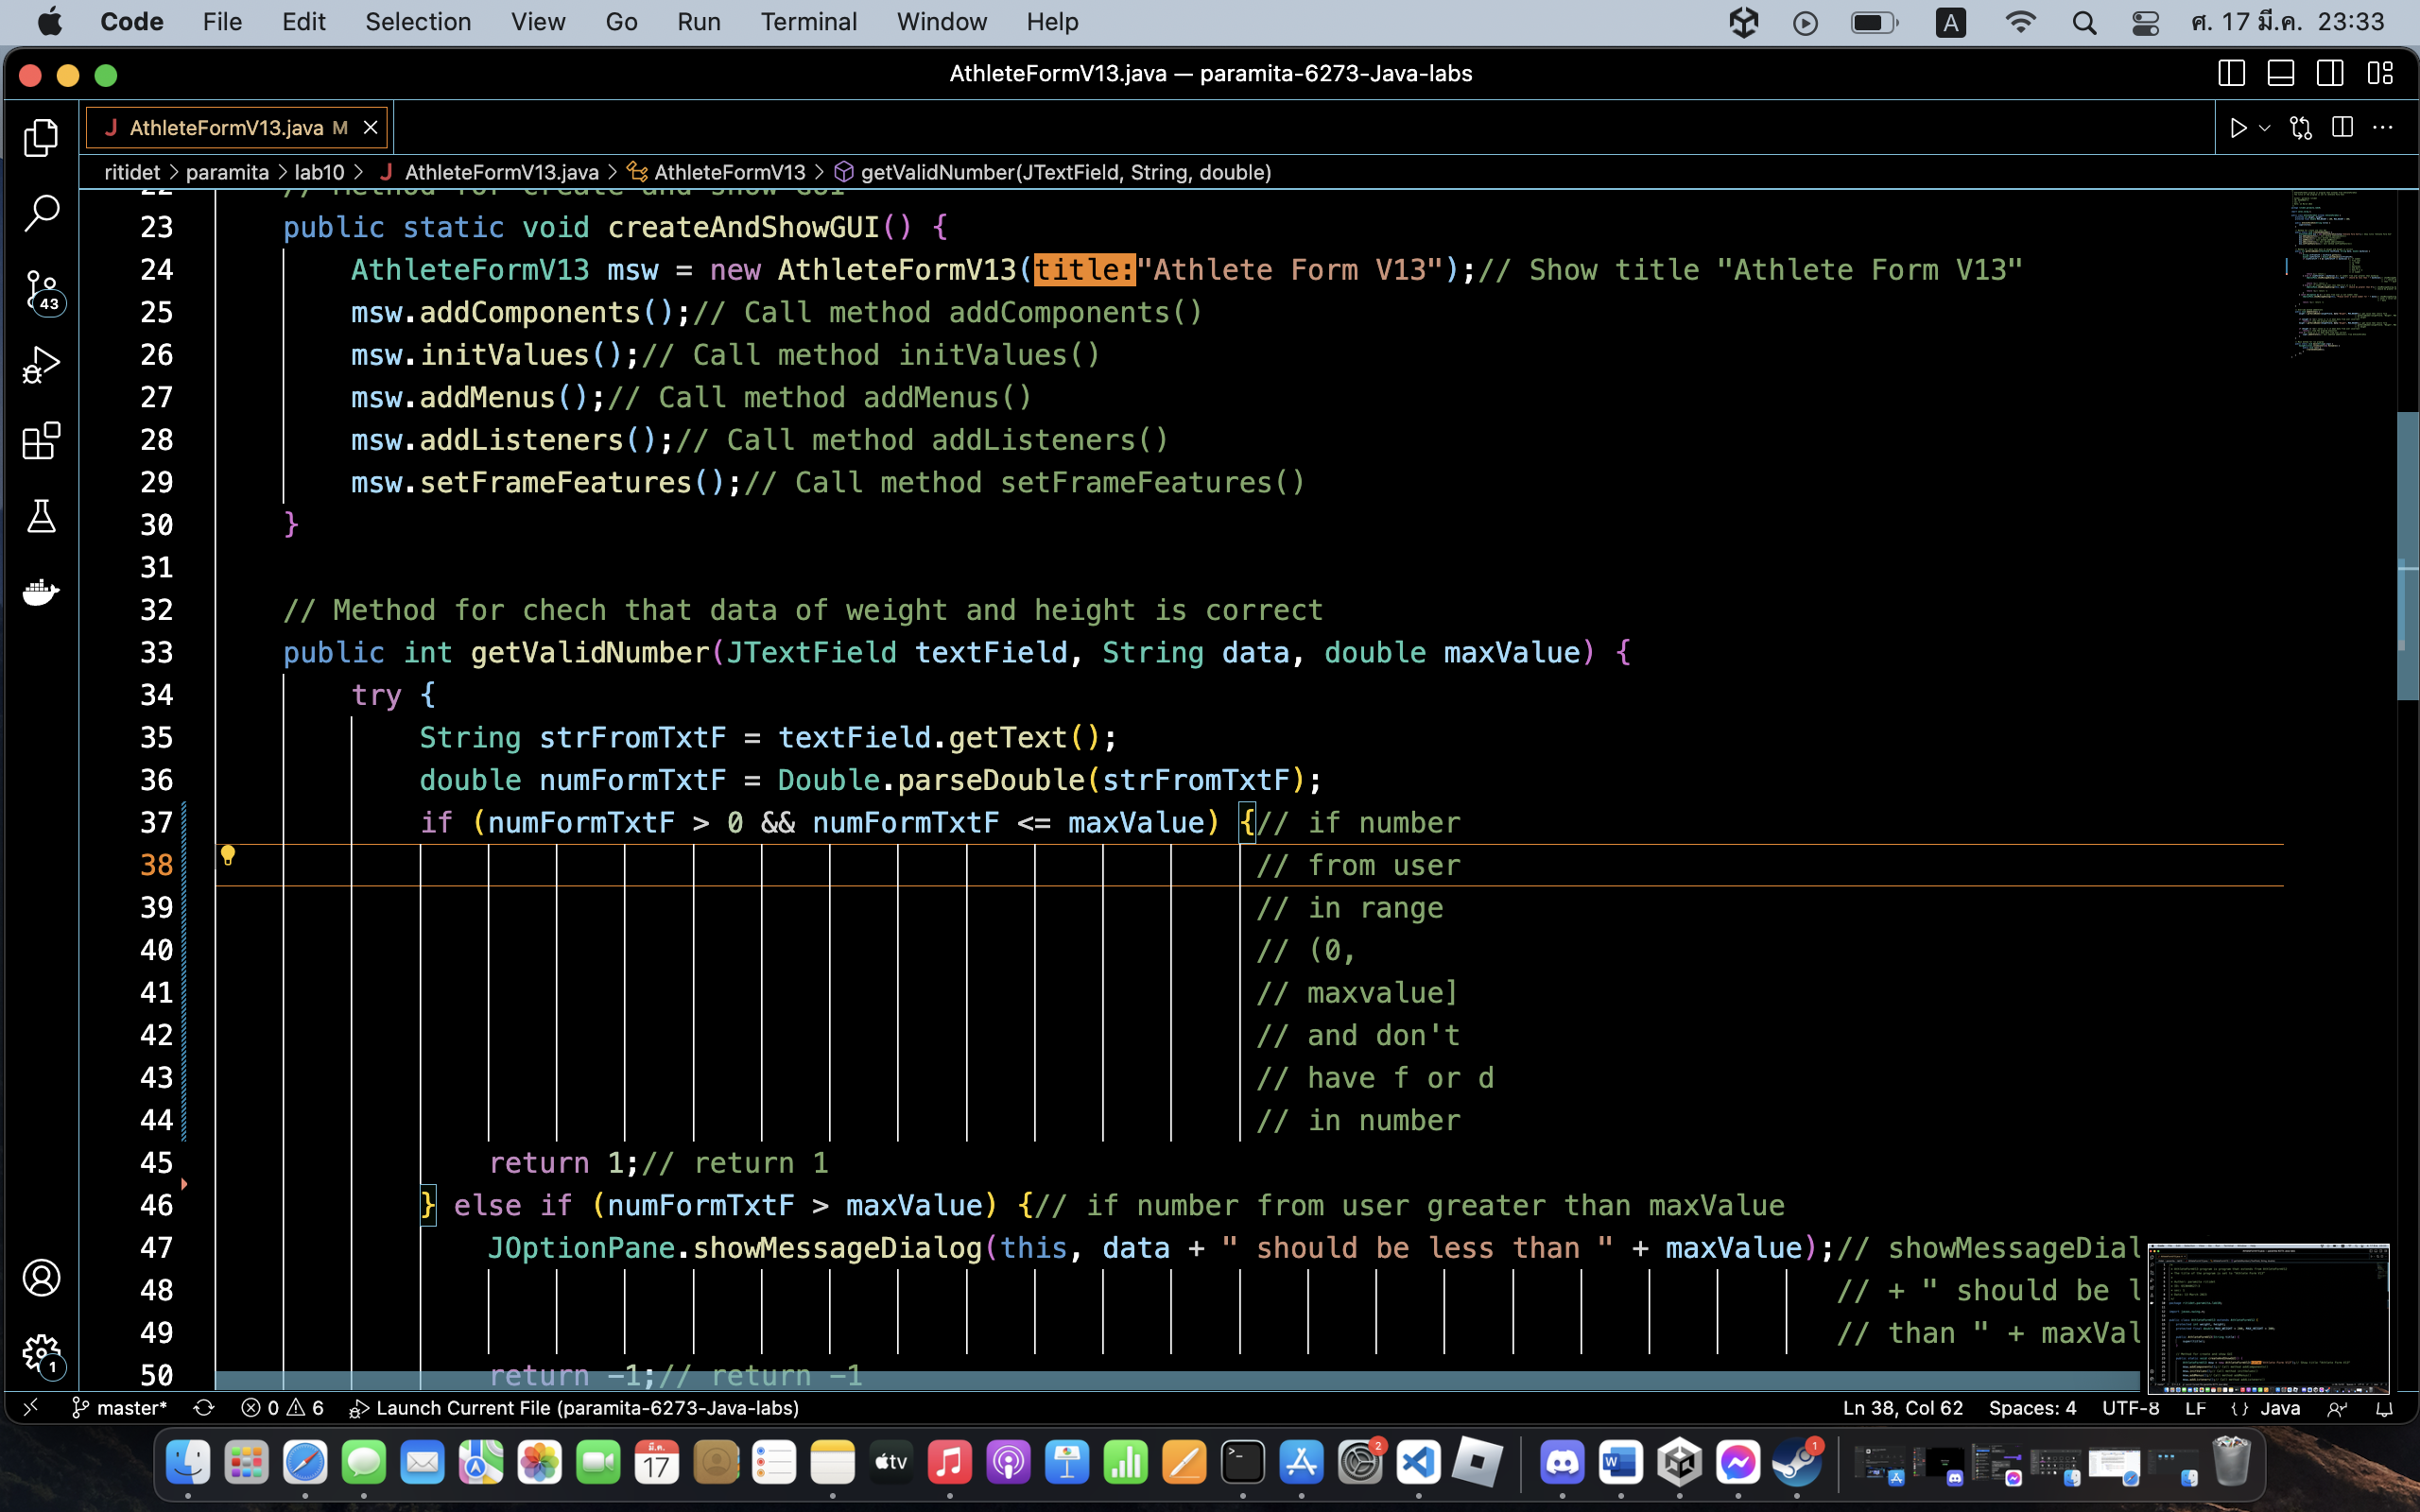 Code File Edit Selection View Go Run Terminal Window Help A ศ. 17 มี.ค. 23:33
AthleteFormV13.java — paramita-6273-Java-labs
J AthleteFormV13.java M
ritidet > paramita > lab10 > J AthleteFormV13.java > AthleteFormV13 > getValidNumber(JTextField, String, double)
22 // Method for create and show GUI
23 public static void createAndShowGUI() {
24 AthleteFormV13 msw = new AthleteFormV13(title:"Athlete Form V13");// Show title "Athlete Form V13"
25 msw.addComponents();// Call method addComponents()
26 msw.initValues();// Call method initValues()
27 msw.addMenus();// Call method addMenus()
28 msw.addListeners();// Call method addListeners()
29 msw.setFrameFeatures();// Call method setFrameFeatures()
30 }
31
32 // Method for chech that data of weight and height is correct
33 public int getValidNumber(JTextField textField, String data, double maxValue) {
34 try {
35 String strFromTxtF = textField.getText();
36 double numFormTxtF = Double.parseDouble(strFromTxtF);
37 if (numFormTxtF > 0 && numFormTxtF <= maxValue) {// if number
38 // from user
39 // in range
40 // (0,
41 // maxvalue]
42 // and don't
43 // have f or d
44 // in number
45 return 1;// return 1
46 } else if (numFormTxtF > maxValue) {// if number from user greater than maxValue
47 JOptionPane.showMessageDialog(this, data + " should be less than " + maxValue);// showMessageDial
48 // + " should be l
49 // than " + maxVal
50 return -1;// return -1
43
1
master* 0 6 Launch Current File (paramita-6273-Java-labs) Ln 38, Col 62 Spaces: 4 UTF-8 LF {} Java
มี.ค.
17
tv
2
W
1